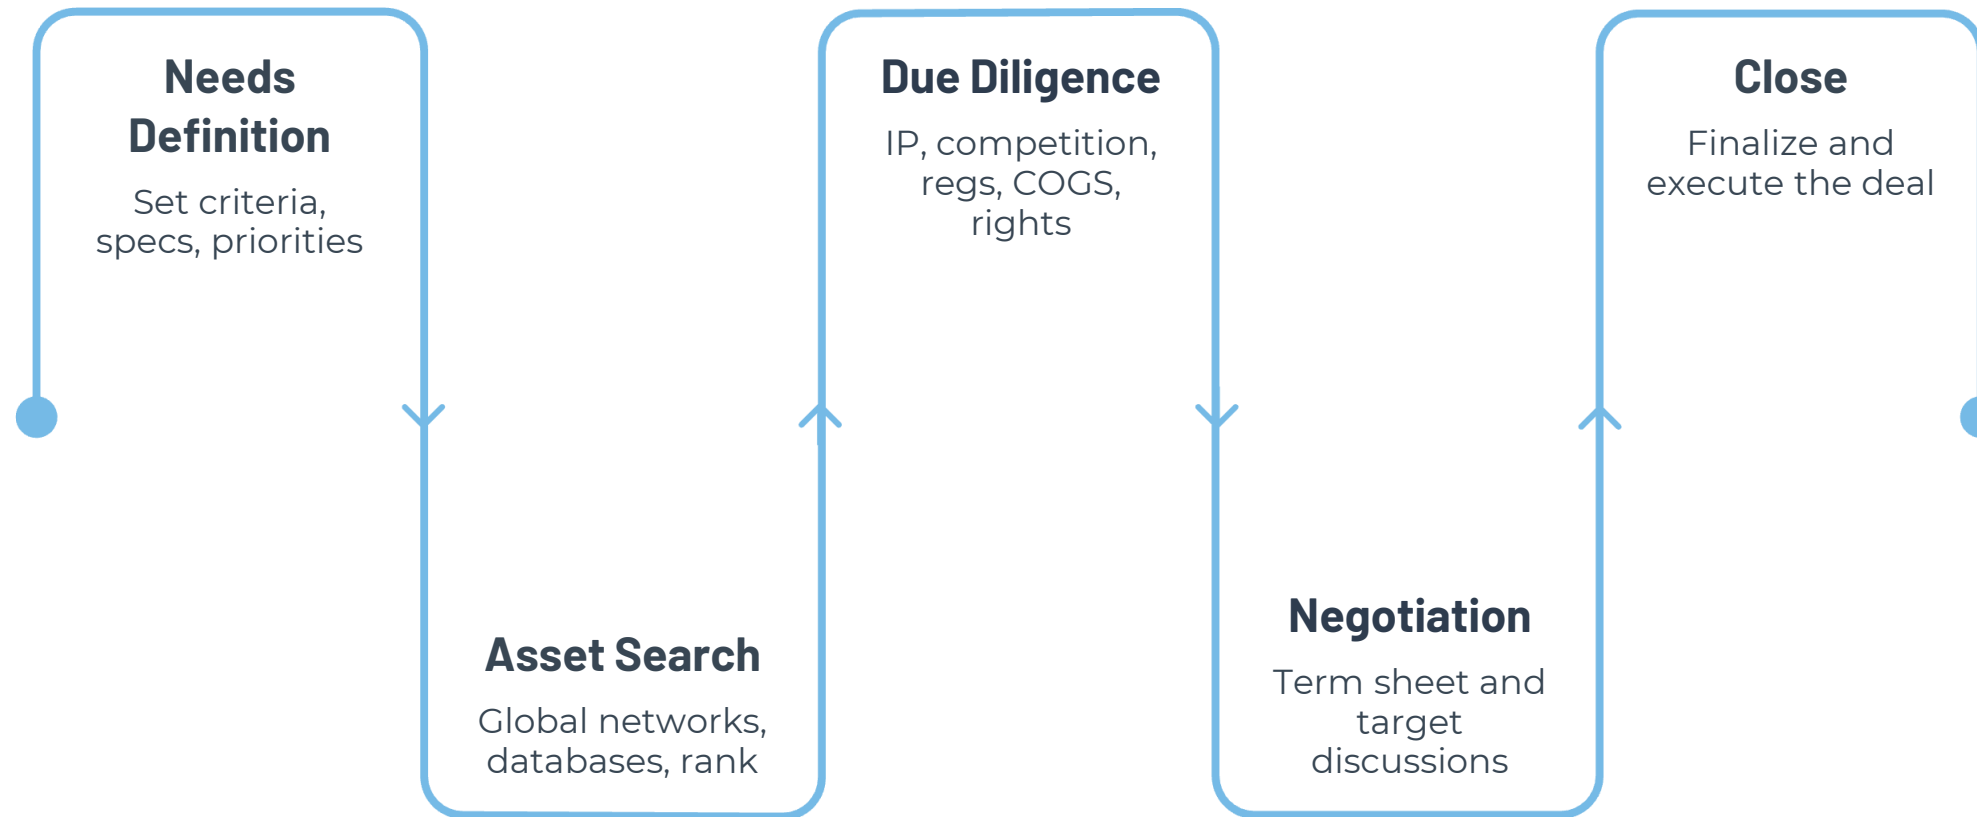 Needs
Definition
Set criteria,
specs, priorities
Asset Search
Global networks,
databases, rank
Due Diligence
IP, competition,
regs, COGS,
rights
Negotiation
Term sheet and
target
discussions
Close
Finalize and
execute the deal